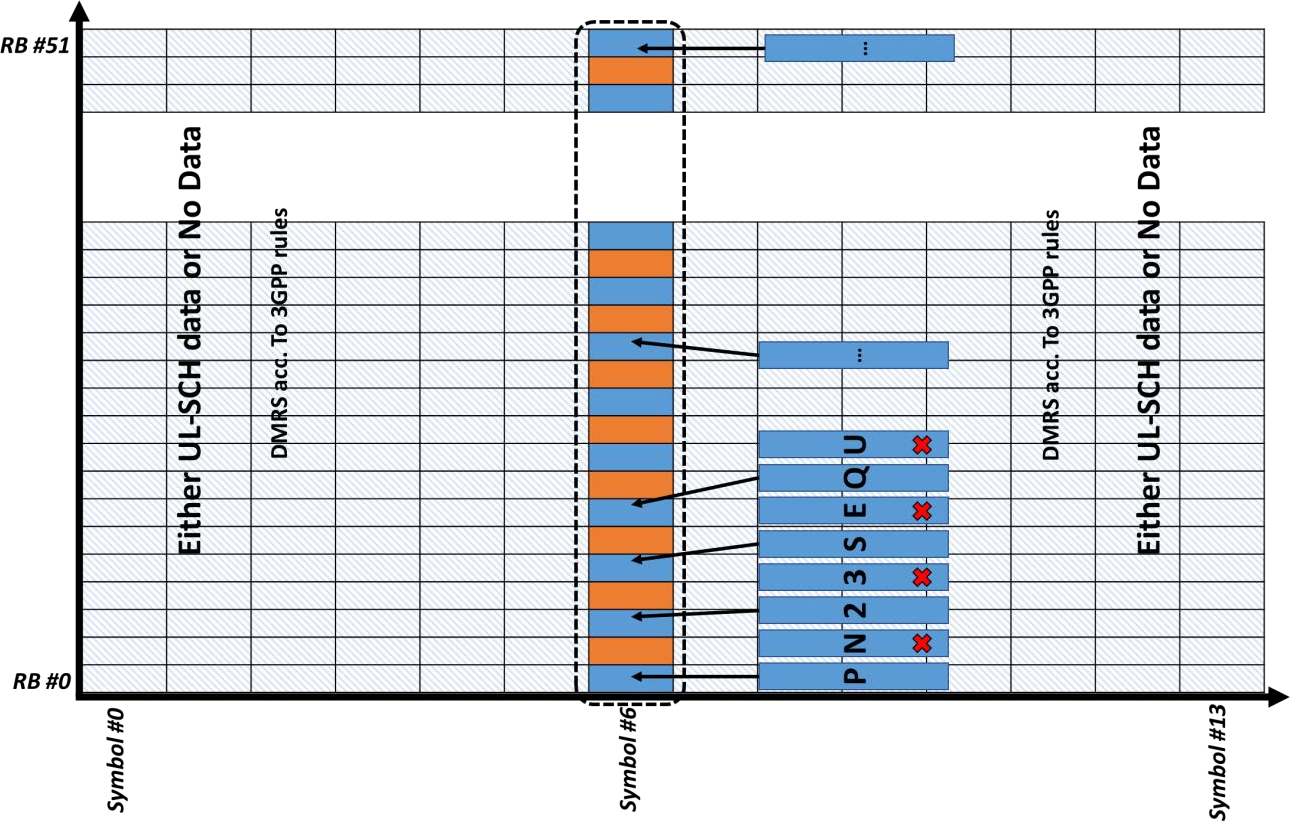 RB #51
...
Either UL-SCH data or No Data
DMRS acc. To 3GPP rules
DMRS acc. To 3GPP rules
Either UL-SCH data or No Data
...
U
Q
E
S
3
2
N
P
RB #0
Symbol #0
Symbol #6
Symbol #13